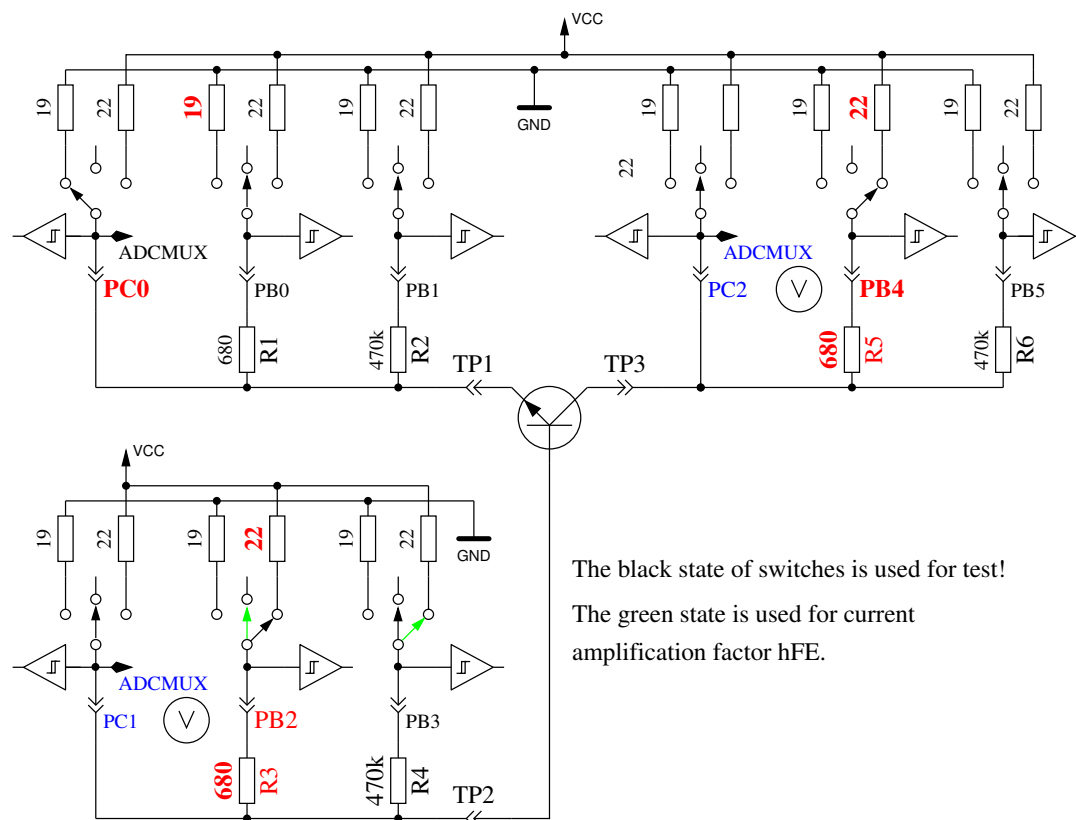 VCC
19
22
19
22
19
22
GND
19
22
19
22
19
22
22
ADCMUX
ADCMUX
PC0
PB0
PB1
PC2
V
PB4
PB5
680
R1
470k
R2
680
R5
470k
R6
TP1
TP3
VCC
19
22
19
22
19
22
GND
The black state of switches is used for test!
The green state is used for current
amplification factor hFE.
ADCMUX
PC1
V
PB2
PB3
680
R3
470k
R4
TP2